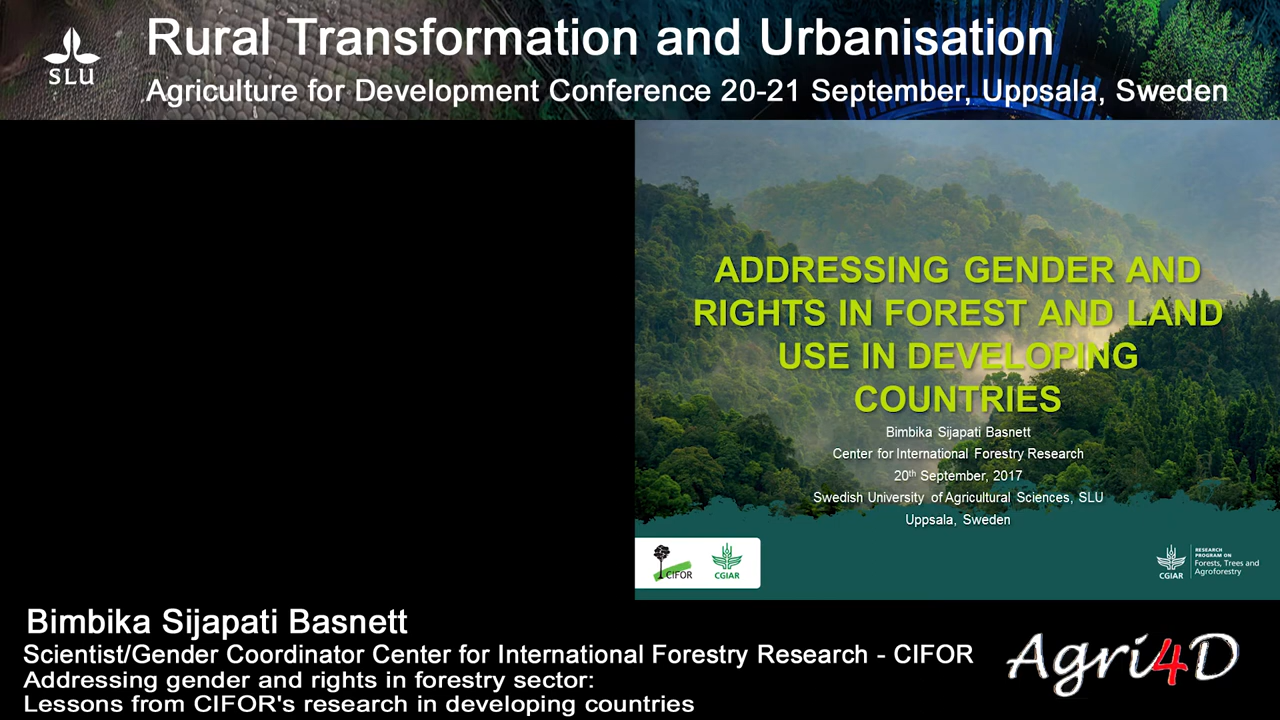 SLU
Rural Transformation and Urbanisation
Agriculture for Development Conference 20-21 September, Uppsala, Sweden
ADDRESSING GENDER AND
RIGHTS IN FOREST AND LAND
USE IN DEVELOPING
COUNTRIES
Bimbika Sijapati Basnett
Center for International Forestry Research
20th September, 2017
Swedish University of Agricultural Sciences, SLU
Uppsala, Sweden
CIFOR
CGIAR
CGIAR
RESEARCH
PROGRAM ON
Forests, Trees and
Agroforestry
Bimbika Sijapati Basnett
Scientist/Gender Coordinator Center for International Forestry Research - CIFOR
Addressing gender and rights in forestry sector:
Lessons from CIFOR's research in developing countries
Agri4D